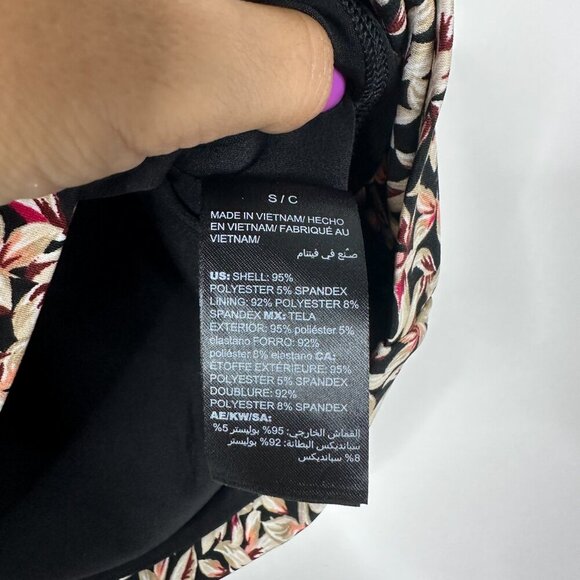 S / C
MADE IN VIETNAM/ HECHO
EN VIETNAM/ FABRIQUÉ AU
VIETNAM/
صنع في فيتنام
US: SHELL: 95%
POLYESTER 5% SPANDEX
LINING: 92% POLYESTER 8%
SPANDEX MX: TELA
EXTERIOR: 95% poliéster 5%
elastano FORRO: 92%
poliéster 8% elastano CA:
ÉTOFFE EXTÉRIEURE: 95%
POLYESTER 5% SPANDEX
DOUBLURE: 92%
POLYESTER 8% SPANDEX
AE/KW/SA:
القماش الخارجي: 95% بوليستر 5%
سبانديكس البطانة: 92% بوليستر
8% سبانديكس